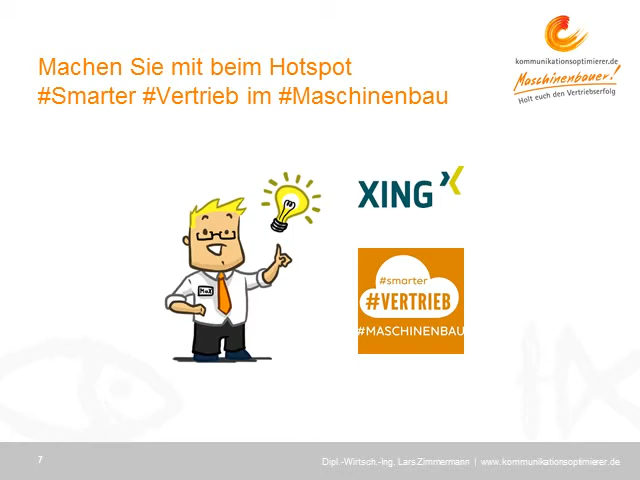 kommunikationsoptimierer.de
Maschinenbauer!
Holt euch den Vertriebserfolg
Machen Sie mit beim Hotspot
#Smarter #Vertrieb im #Maschinenbau
XING
MaX
#smarter
#VERTRIEB
#MASCHINENBAU
7
Dipl.-Wirtsch.-Ing. Lars Zimmermann | www.kommunikationsoptimierer.de